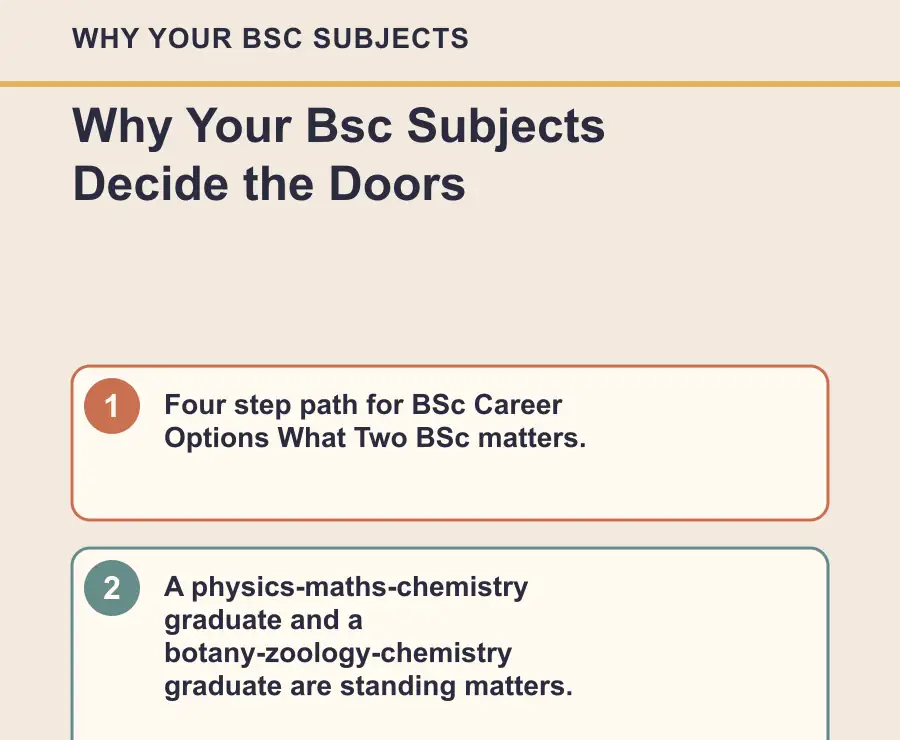 WHY YOUR BSC SUBJECTS
Why Your Bsc Subjects
Decide the Doors
1
Four step path for BSc Career
Options What Two BSc matters.
2
A physics-maths-chemistry
graduate and a
botany-zoology-chemistry
graduate are standing matters.